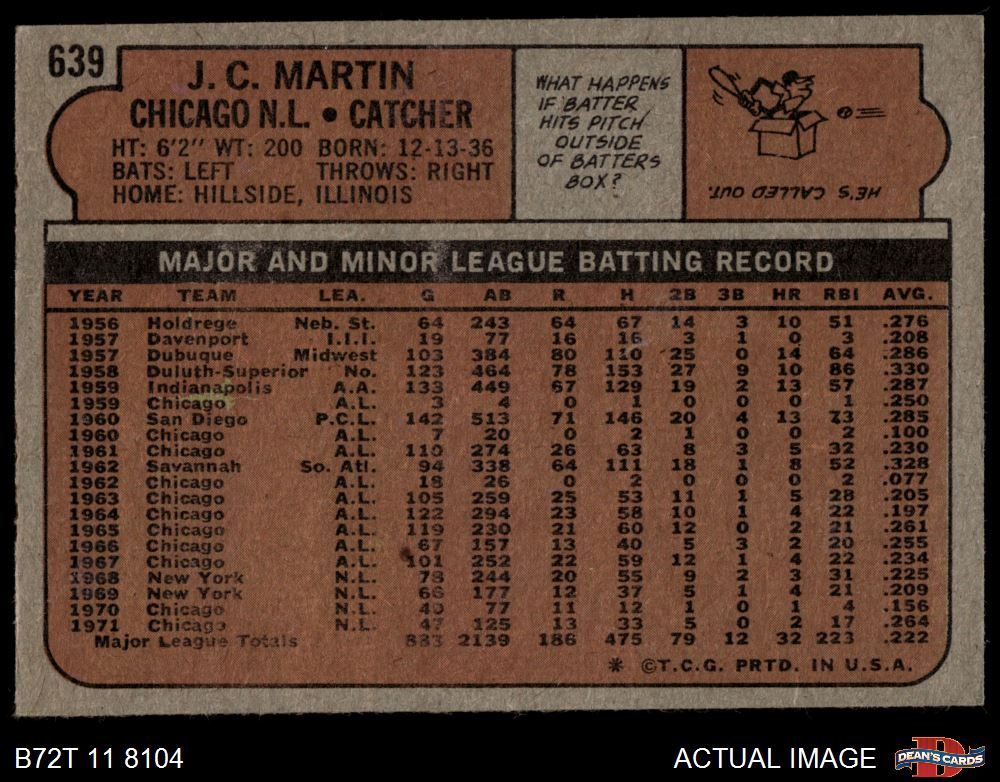 639
J. C. MARTIN
CHICAGO N.L. • CATCHER
HT: 6'2" WT: 200 BORN: 12-13-36
BATS: LEFT THROWS: RIGHT
HOME: HILLSIDE, ILLINOIS
WHAT HAPPENS
IF BATTER
HITS PITCH
OUTSIDE
OF BATTERS
BOX?
HE'S CALLED OUT.
MAJOR AND MINOR LEAGUE BATTING RECORD
YEAR TEAM LEA. G AB R H 2B 3B HR RBI AVG.
1956 Holdrege Neb. St. 64 243 64 67 14 3 10 51 .276
1957 Davenport I.I.I. 19 77 16 16 3 1 0 3 .208
1957 Dubuque Midwest 103 384 80 110 25 0 14 64 .286
1958 Duluth-Superior No. 123 464 78 153 27 9 10 86 .330
1959 Indianapolis A.A. 133 449 67 129 19 2 13 57 .287
1959 Chicago A.L. 3 4 0 1 0 0 0 1 .250
1960 San Diego P.C.L. 142 513 71 146 20 4 13 73 .285
1960 Chicago A.L. 7 20 0 2 1 0 0 2 .100
1961 Chicago A.L. 110 274 26 63 8 3 5 32 .230
1962 Savannah So. Atl. 94 338 64 111 18 1 8 52 .328
1962 Chicago A.L. 18 26 0 2 0 0 0 2 .077
1963 Chicago A.L. 105 259 25 53 11 1 5 28 .205
1964 Chicago A.L. 122 294 23 58 10 1 4 22 .197
1965 Chicago A.L. 119 230 21 60 12 0 2 21 .261
1966 Chicago A.L. 67 157 13 40 5 3 2 20 .255
1967 Chicago A.L. 101 252 22 59 12 1 4 22 .234
1968 New York N.L. 78 244 20 55 9 2 3 31 .225
1969 New York N.L. 66 177 12 37 5 1 4 21 .209
1970 Chicago N.L. 40 77 11 12 1 0 1 4 .156
1971 Chicago N.L. 47 125 13 33 5 0 2 17 .264
Major League Totals 883 2139 186 475 79 12 32 223 .222
* ©T.C.G. PRTD. IN U.S.A.
B72T 11 8104
ACTUAL IMAGE
D
DEAN'S CARDS